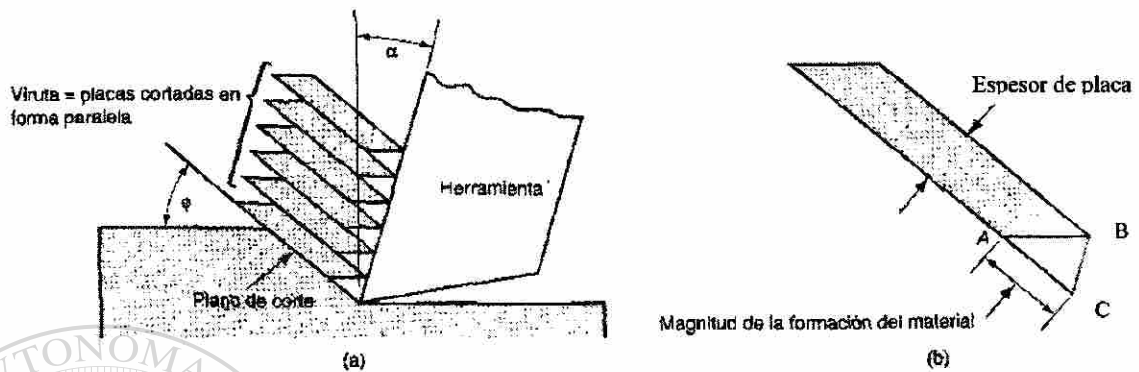 α
Viruta = placas cortadas en
forma paralela
Herramienta
φ
Plano de corte
(a)
Espesor de placa
B
A
C
Magnitud de la formación del material
(b)
TONOMA